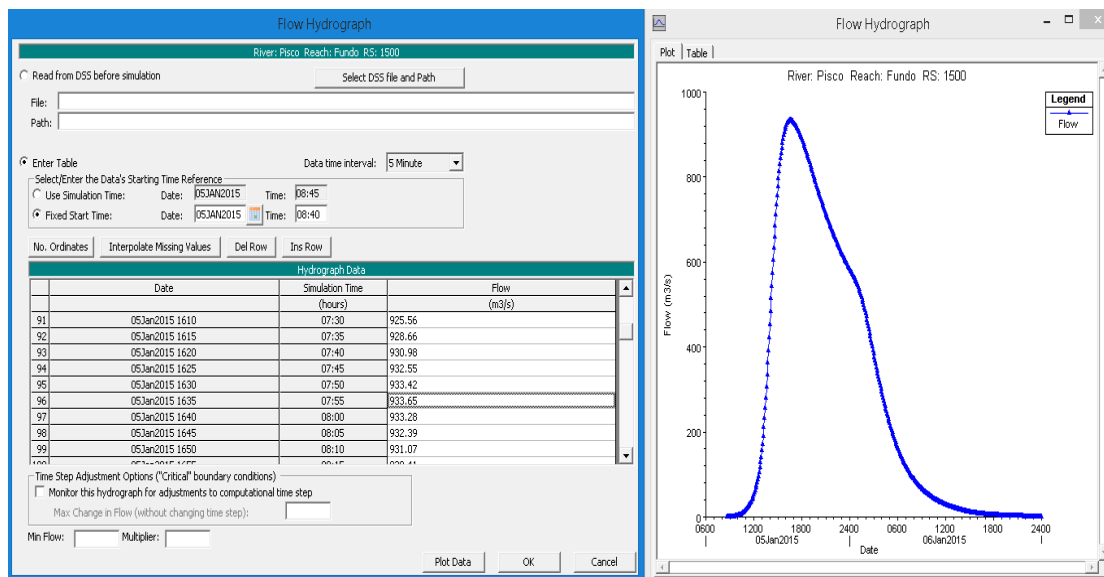 Flow Hydrograph
River: Pisco Reach: Fundo RS: 1500
Read from DSS before simulation
Select DSS file and Path
File:
Path:
Enter Table
Data time interval: 5 Minute
Select/Enter the Data's Starting Time Reference
Use Simulation Time: Date: 05JAN2015 Time: 08:45
Fixed Start Time: Date: 05JAN2015 Time: 08:40
No. Ordinates Interpolate Missing Values Del Row Ins Row
Hydrograph Data
Date Simulation Time Flow
(hours) (m3/s)
91 05Jan2015 1610 07:30 925.56
92 05Jan2015 1615 07:35 928.66
93 05Jan2015 1620 07:40 930.98
94 05Jan2015 1625 07:45 932.55
95 05Jan2015 1630 07:50 933.42
96 05Jan2015 1635 07:55 933.65
97 05Jan2015 1640 08:00 933.28
98 05Jan2015 1645 08:05 932.39
99 05Jan2015 1650 08:10 931.07
Time Step Adjustment Options ("Critical" boundary conditions)
Monitor this hydrograph for adjustments to computational time step
Max Change in Flow (without changing time step):
Min Flow: Multiplier:
Plot Data OK Cancel
Flow Hydrograph
Plot Table
River: Pisco Reach: Fundo RS: 1500
Legend
Flow
1000
800
600
400
200
0
Flow (m3/s)
0600 1200 1800 2400 0600 1200 1800 2400
05Jan2015 06Jan2015
Date